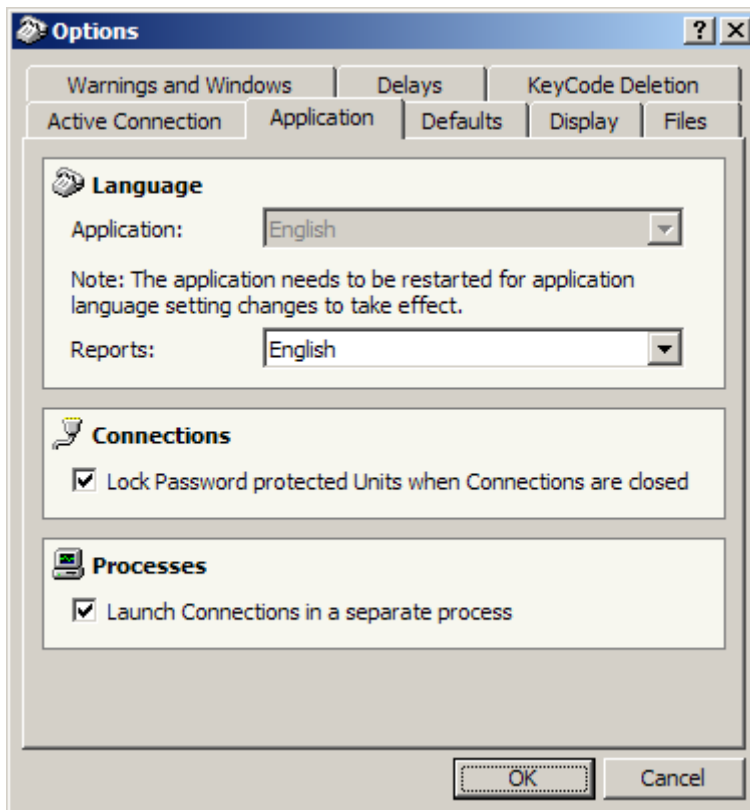 Options
Warnings and Windows Delays KeyCode Deletion
Active Connection Application Defaults Display Files
Language
Application: English
Note: The application needs to be restarted for application
language setting changes to take effect.
Reports: English
Connections
Lock Password protected Units when Connections are closed
Processes
Launch Connections in a separate process
OK Cancel